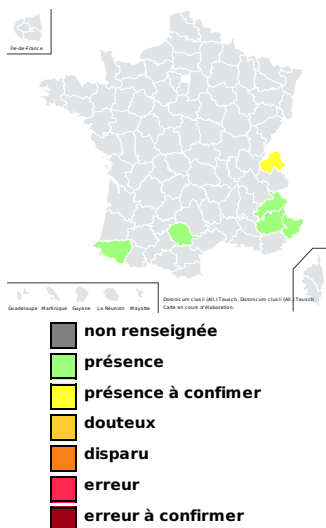 Île-de-France
Guadeloupe Martinique Guyane La Réunion Mayotte
Doronicum clusii (All.) Tausch, Doronicum clusii (All.) Tausch
Carte en cours d'élaboration.
non renseignée
présence
présence à confimer
douteux
disparu
erreur
erreur à confirmer